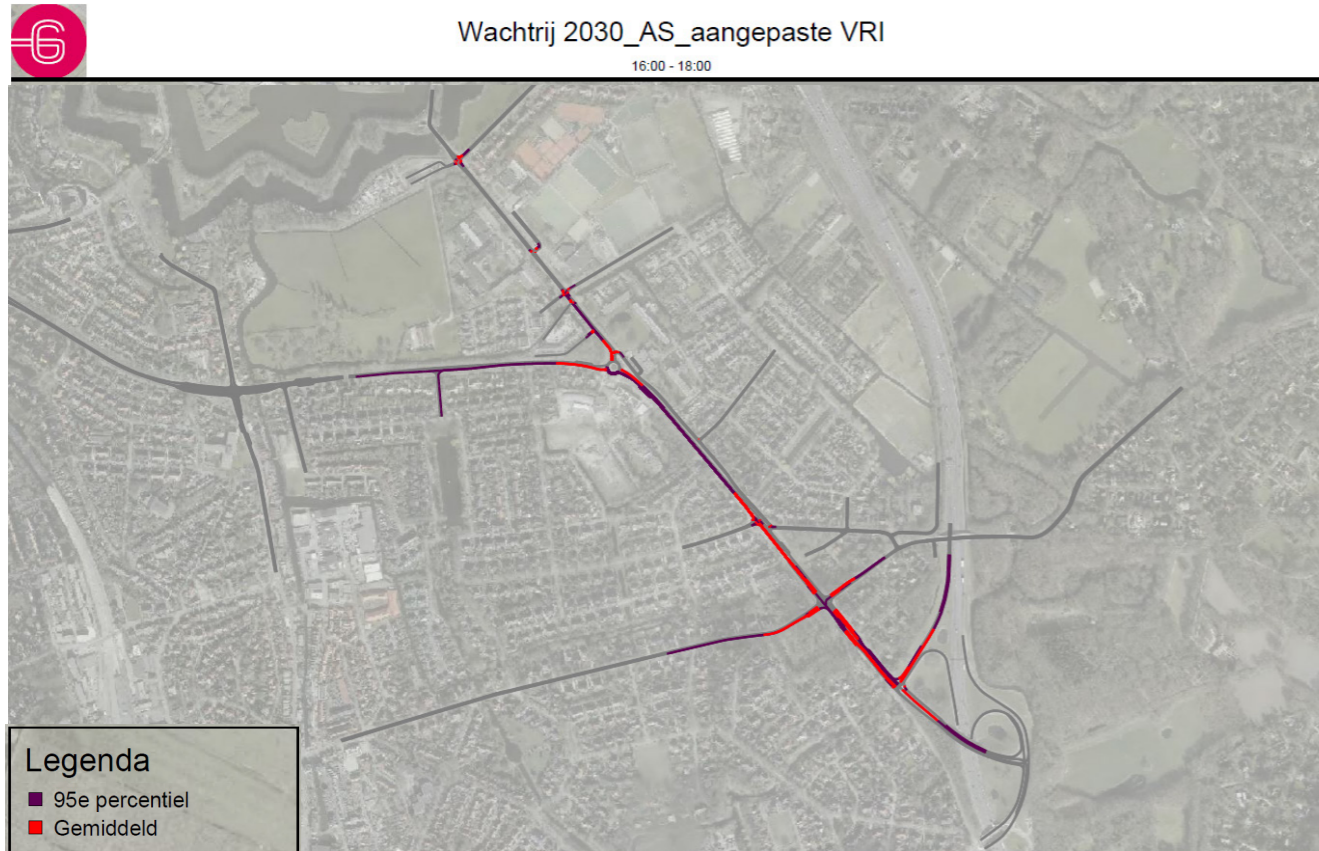 Wachtrij 2030_AS_aangepaste VRI
16:00 - 18:00
Legenda
95e percentiel
Gemiddeld